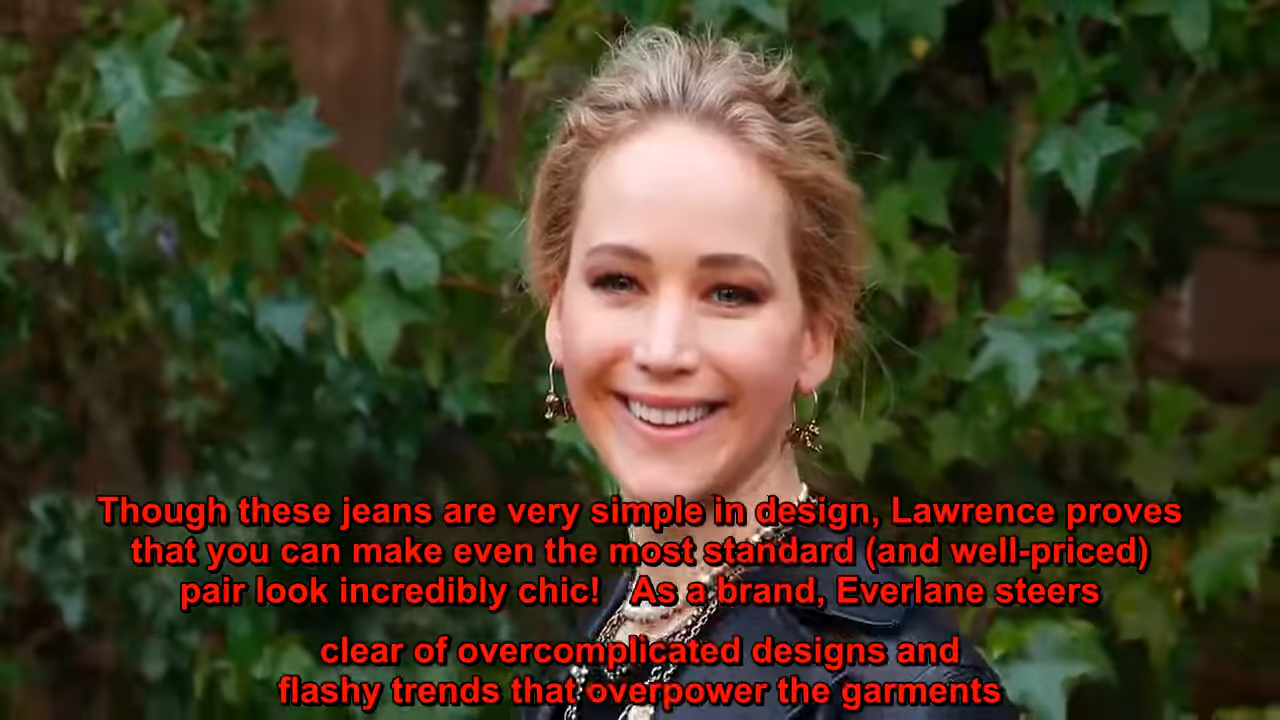 Though these jeans are very simple in design, Lawrence proves
that you can make even the most standard (and well-priced)
pair look incredibly chic!   As a brand, Everlane steers
clear of overcomplicated designs and
flashy trends that overpower the garments